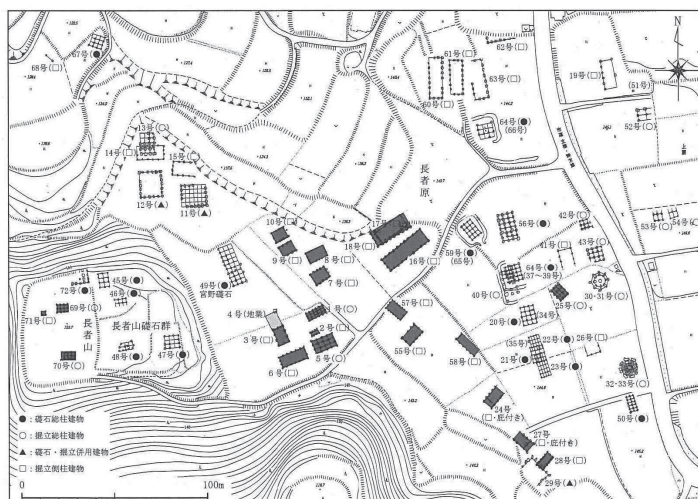 N
67号(●)
68号(□)
61号(□)
62号(□)
60号(□)
63号(□)
19号(□)
(51号)
52号(○)
64号(●)
(66号)
13号(○)
14号(□)
15号(□)
12号(▲)
11号(▲)
長者原
10号(□)
9号(□)
8号(□)
7号(□)
18号(□)
16号(□)
59号(●)
(65号)
56号(●)
42号(○)
41号(□)
43号(○)
53号(○)
54号(○)
64号(●)
(37〜39号)
40号(○)
30-31号(○)
25号(○)
49号(●)
宮野礎石
72号(●)
45号(●)
46号(●)
69号(○)
71号(□)
長者山
長者山礎石群
70号(○)
48号(●)
47号(●)
4号(地業)
3号(□)
2号(□)
5号(○)
6号(□)
57号(□)
55号(□)
58号(□)
20号(●)
(34号)
(35号)
21号(●)
22号(●)
26号(□)
23号(●)
32-33号(○)
50号(●)
24号
(□・庇付き)
27号
(□・庇付き)
28号(□)
29号(▲)
●：礎石総柱建物
○：掘立総柱建物
▲：礎石・掘立併用建物
□：掘立側柱建物
0 100m